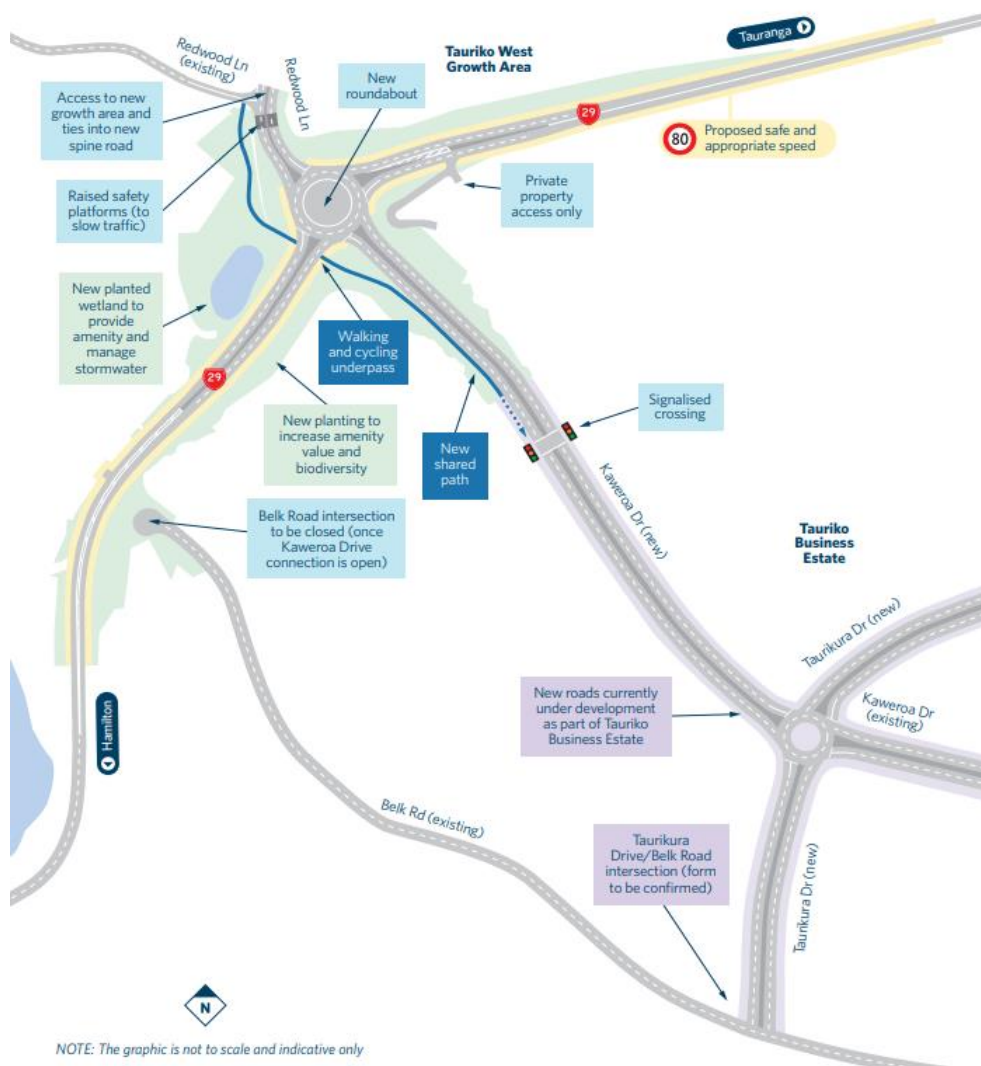 Redwood Ln
(existing)
Redwood Ln
Tauriko West
Growth Area
Tauranga
New
roundabout
29
80
Proposed safe and
appropriate speed
Access to new
growth area and
ties into new
spine road
Raised safety
platforms (to
slow traffic)
Private
property
access only
New planted
wetland to
provide
amenity and
manage
stormwater
Walking
and cycling
underpass
29
New planting to
increase amenity
value and
biodiversity
New
shared
path
Signalised
crossing
Kaweroa Dr (new)
Belk Road intersection
to be closed (once
Kaweroa Drive
connection is open)
Tauriko
Business
Estate
Taurikura Dr (new)
Kaweroa Dr
(existing)
New roads currently
under development
as part of Tauriko
Business Estate
Hamilton
Belk Rd (existing)
Taurikura
Drive/Belk Road
intersection (form
to be confirmed)
Taurikura Dr (new)
N
NOTE: The graphic is not to scale and indicative only